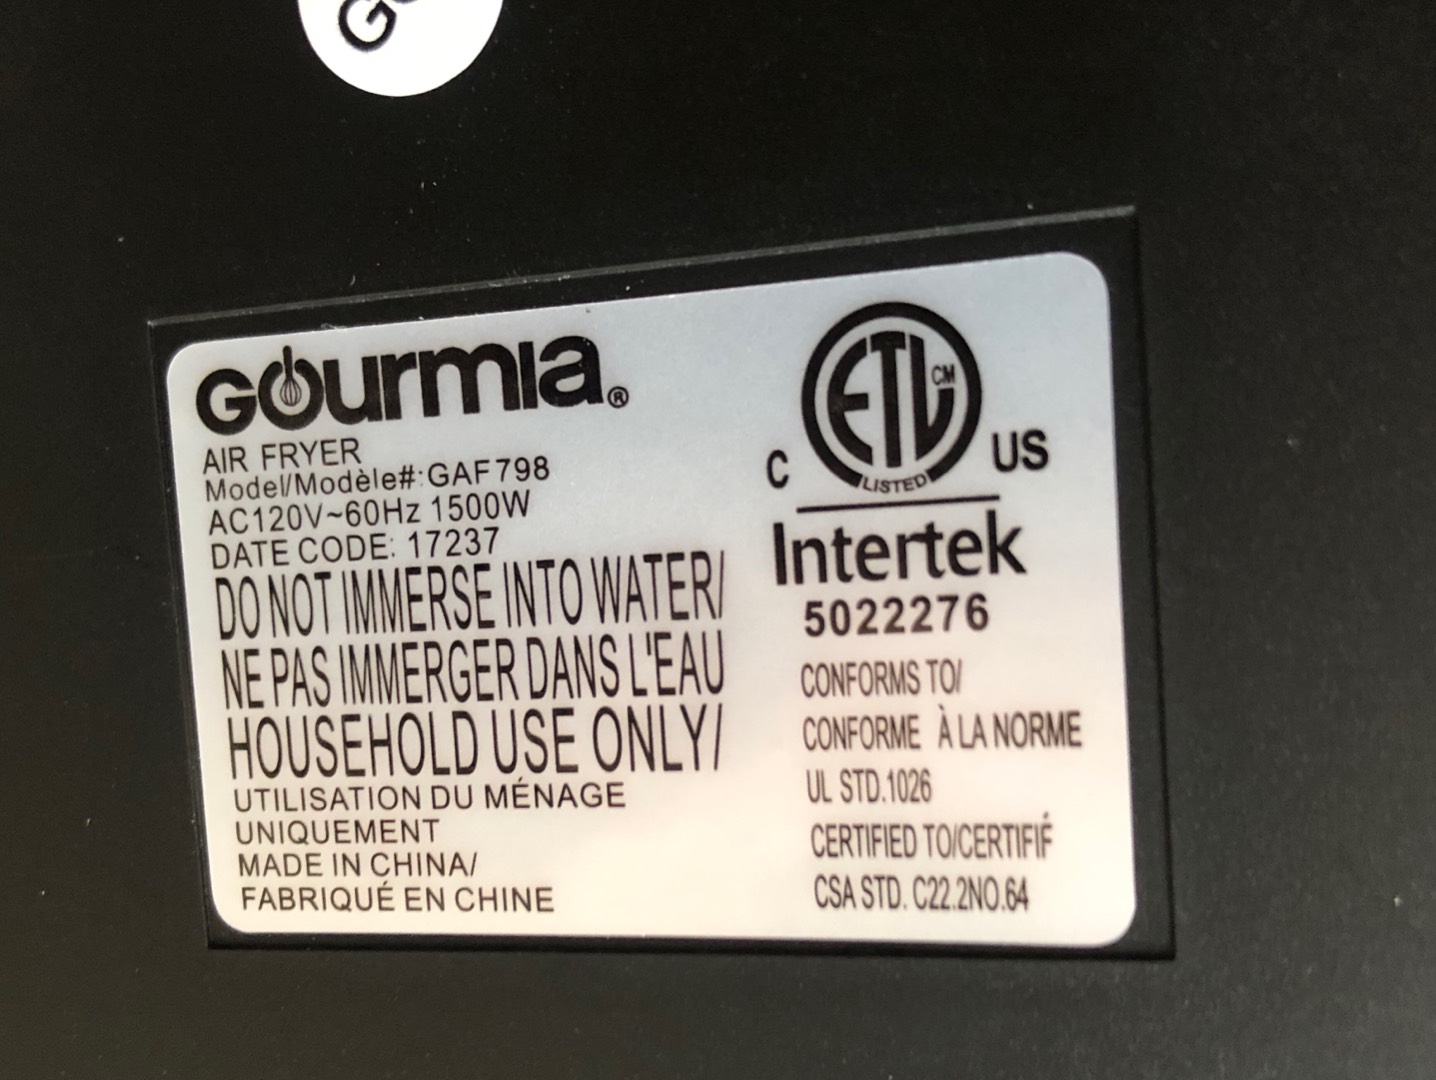 GOURMIA®
AIR FRYER
Model/Modèle#:GAF798
AC120V~60Hz 1500W
DATE CODE: 17237
DO NOT IMMERSE INTO WATER/
NE PAS IMMERGER DANS L'EAU
HOUSEHOLD USE ONLY/
UTILISATION DU MÉNAGE
UNIQUEMENT
MADE IN CHINA/
FABRIQUÉ EN CHINE
ETL CM
C US
LISTED
Intertek
5022276
CONFORMS TO/
CONFORME À LA NORME
UL STD.1026
CERTIFIED TO/CERTIFIÉ
CSA STD. C22.2NO.64